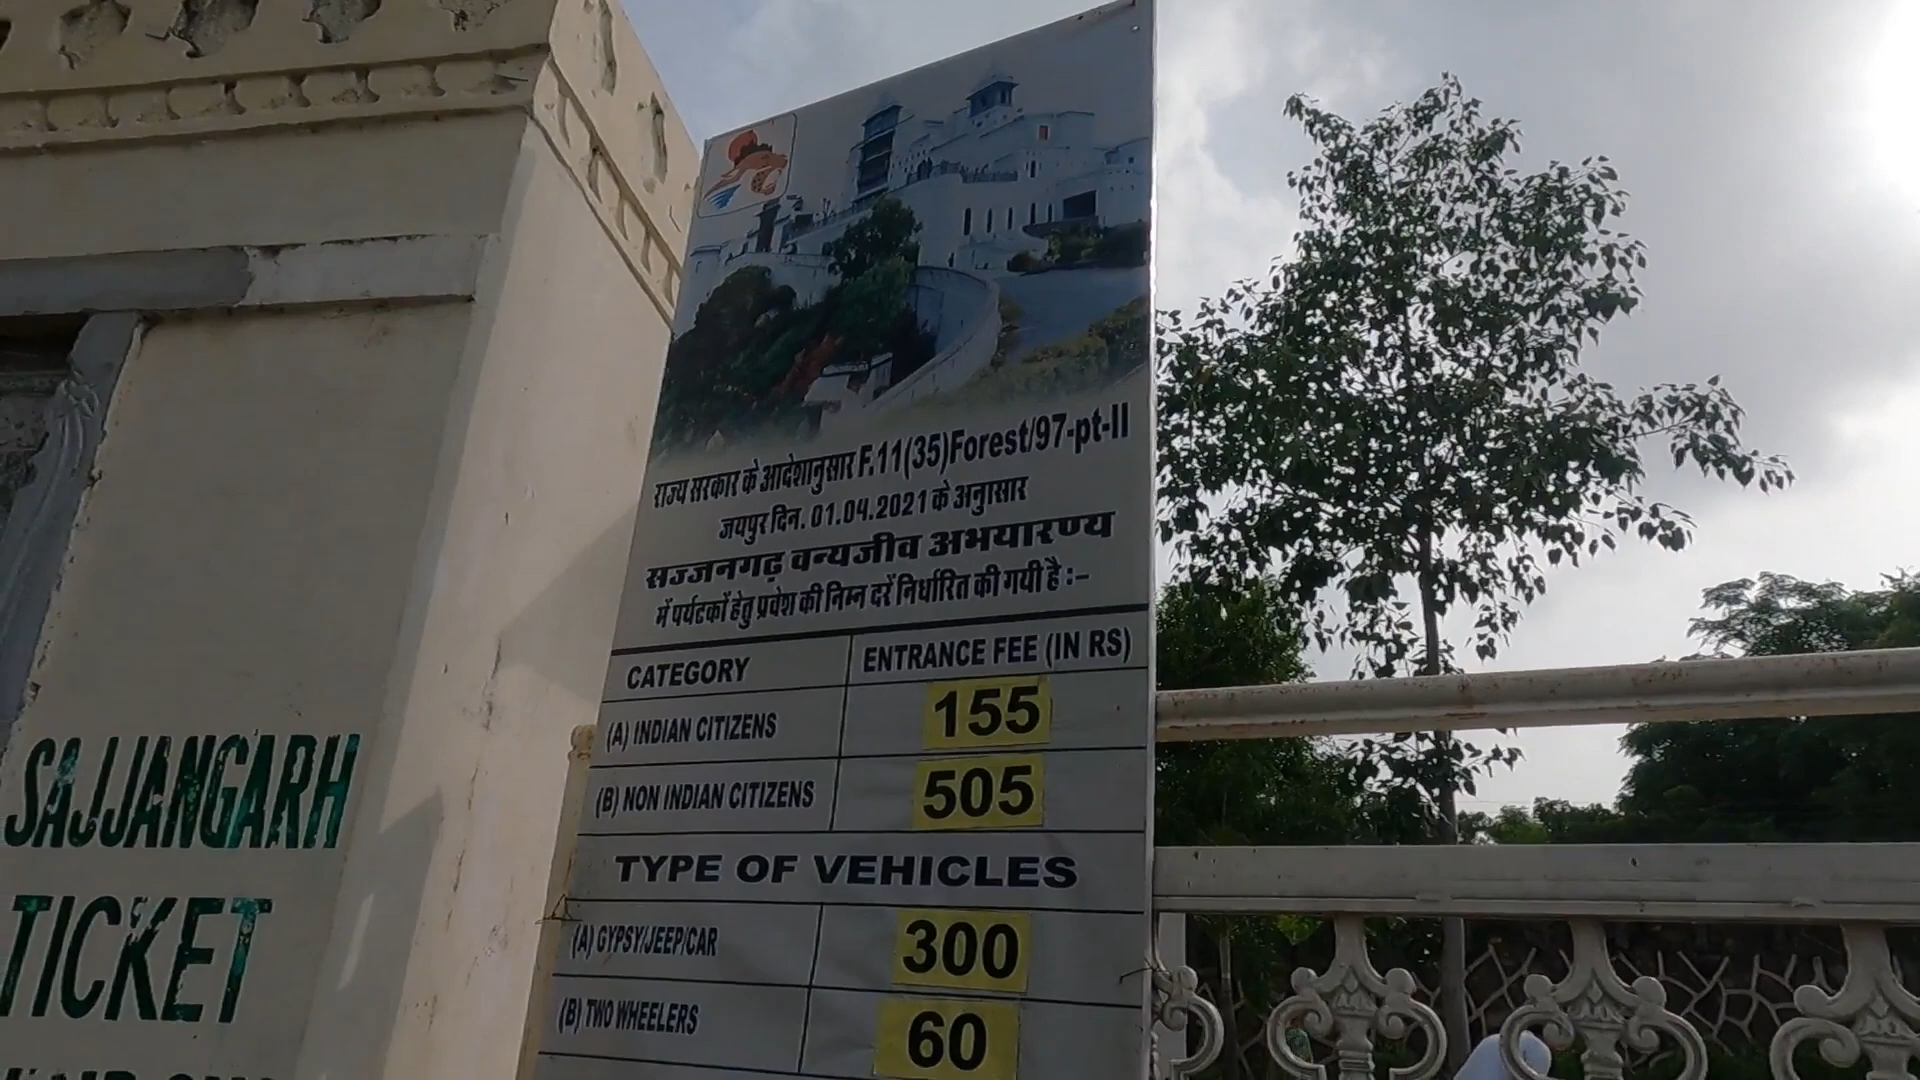 राज्य सरकार के आदेशानुसार F.11(35)Forest/97-pt-II
जयपुर दिन. 01.04.2021 के अनुासार
सज्जनगढ़ वन्यजीव अभयारण्य
में पर्यटकों हेतु प्रवेश की निम्न दरें निर्धारित की गयी है :–
CATEGORY ENTRANCE FEE (IN RS)
(A) INDIAN CITIZENS 155
(B) NON INDIAN CITIZENS 505
TYPE OF VEHICLES
(A) GYPSY/JEEP/CAR 300
(B) TWO WHEELERS 60
SAJJANGARH
TICKET